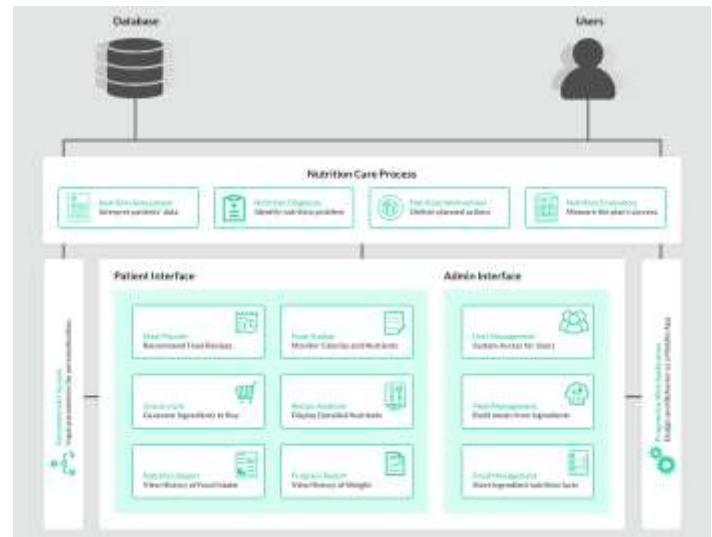 Database
Users
Nutrition Care Process
Nutrition Assessment
Interpret patients' data
Nutrition Diagnosis
Identify nutrition problem
Nutrition Intervention
Deliver planned actions
Nutrition Evaluation
Measure the plan's success
Patient Interface
Admin Interface
Meal Planner
Recommend Food Recipes
Food Tracker
Monitor Calories and Nutrients
Grocery List
Generate Ingredients to Buy
Display Detailed Nutrients
Nutrition Report
View History of Food Intake
Progress Report
View History of Weight
User Management
System Access for Users
Meal Management
Build meals from Ingredients
Food Management
Store ingredient nutrition facts
Progressive Web Application